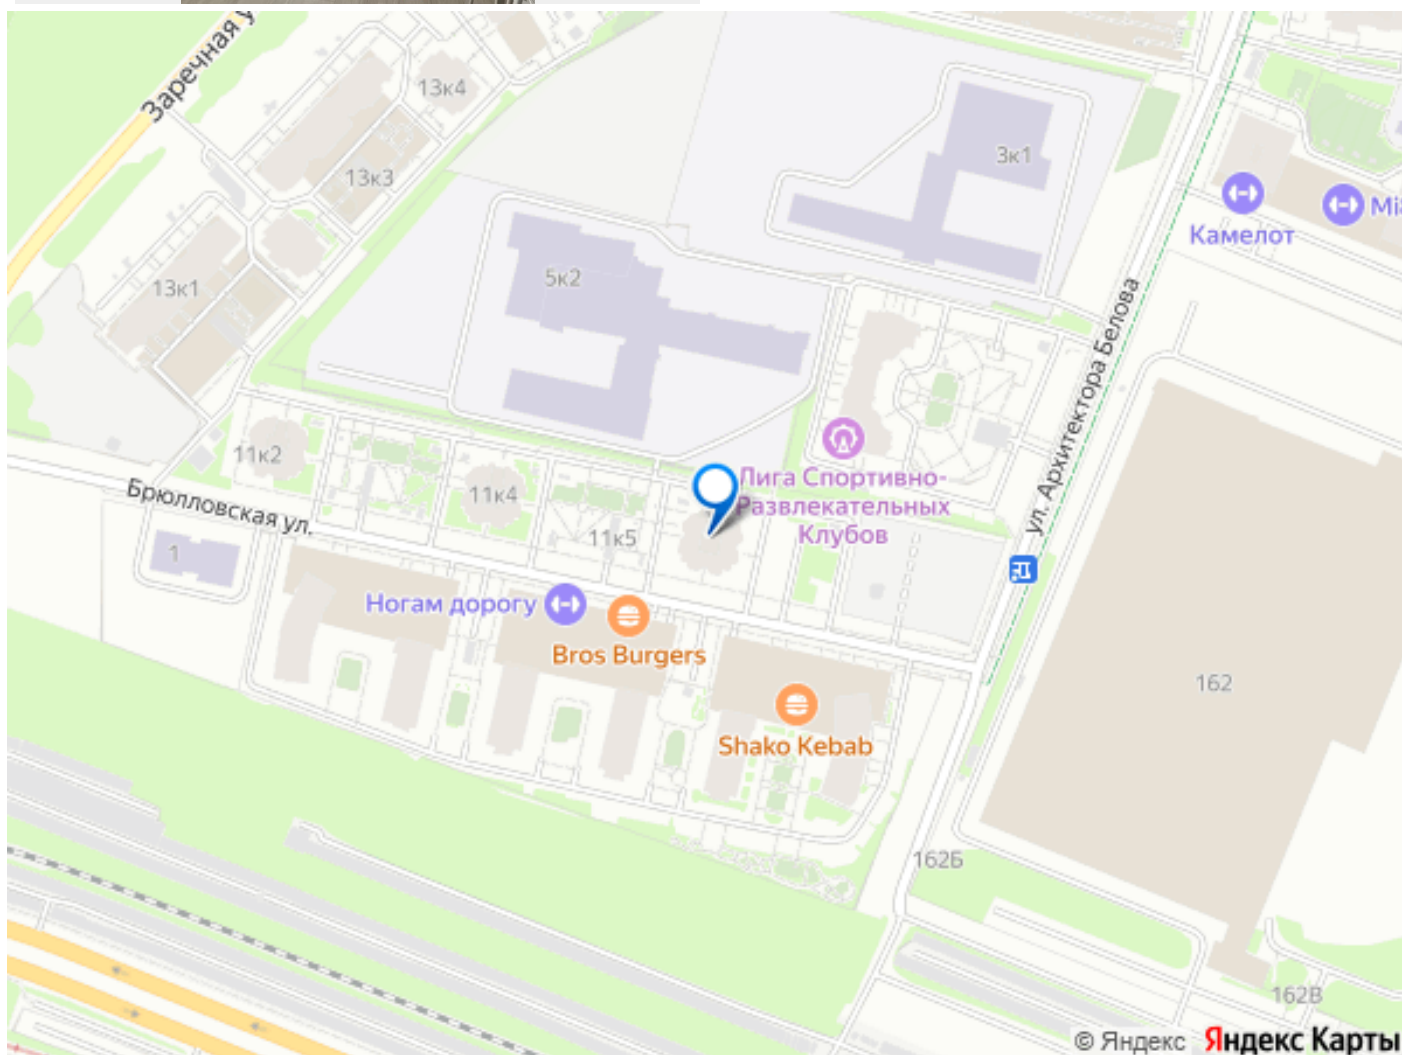 Заречная у
13к4
3к1
13к3
Mia
Камелот
5к2
13к1
ул. Архитектора Белова
11к2
Лига Спортивно-
Развлекательных
Клубов
11к4
Брюлловская ул.
11к5
1
Ногам дорогу
Bros Burgers
162
Shako Kebab
162Б
162В
© Яндекс Яндекс Карты